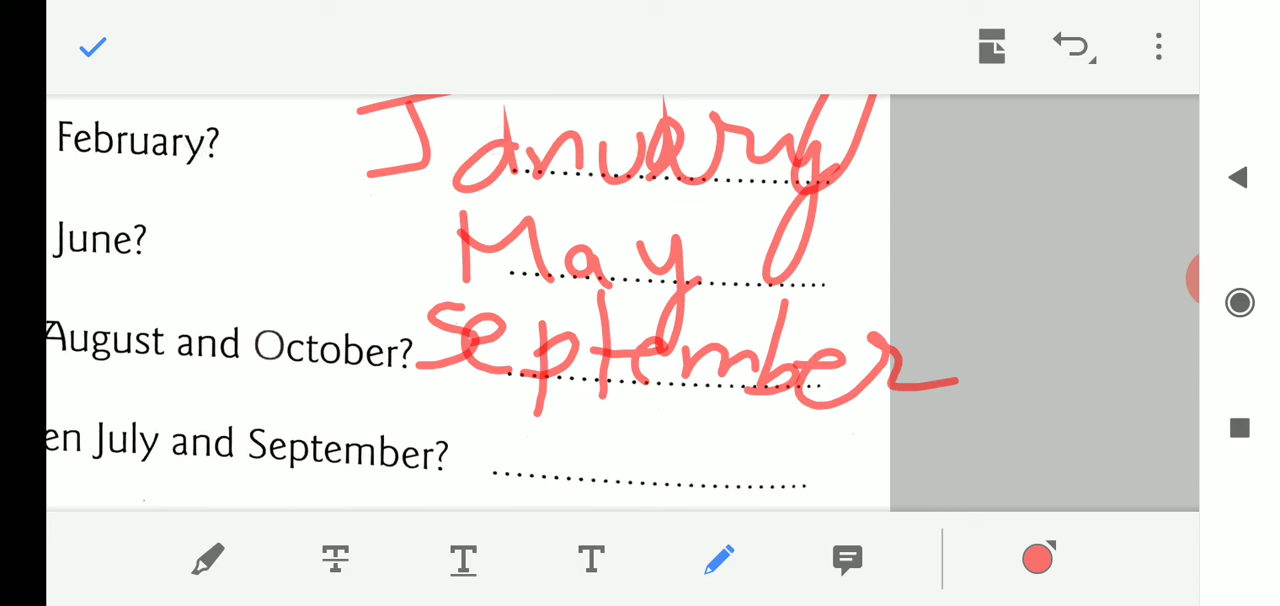 February? January
June? May
August and October? September
en July and September? ....................
T T T